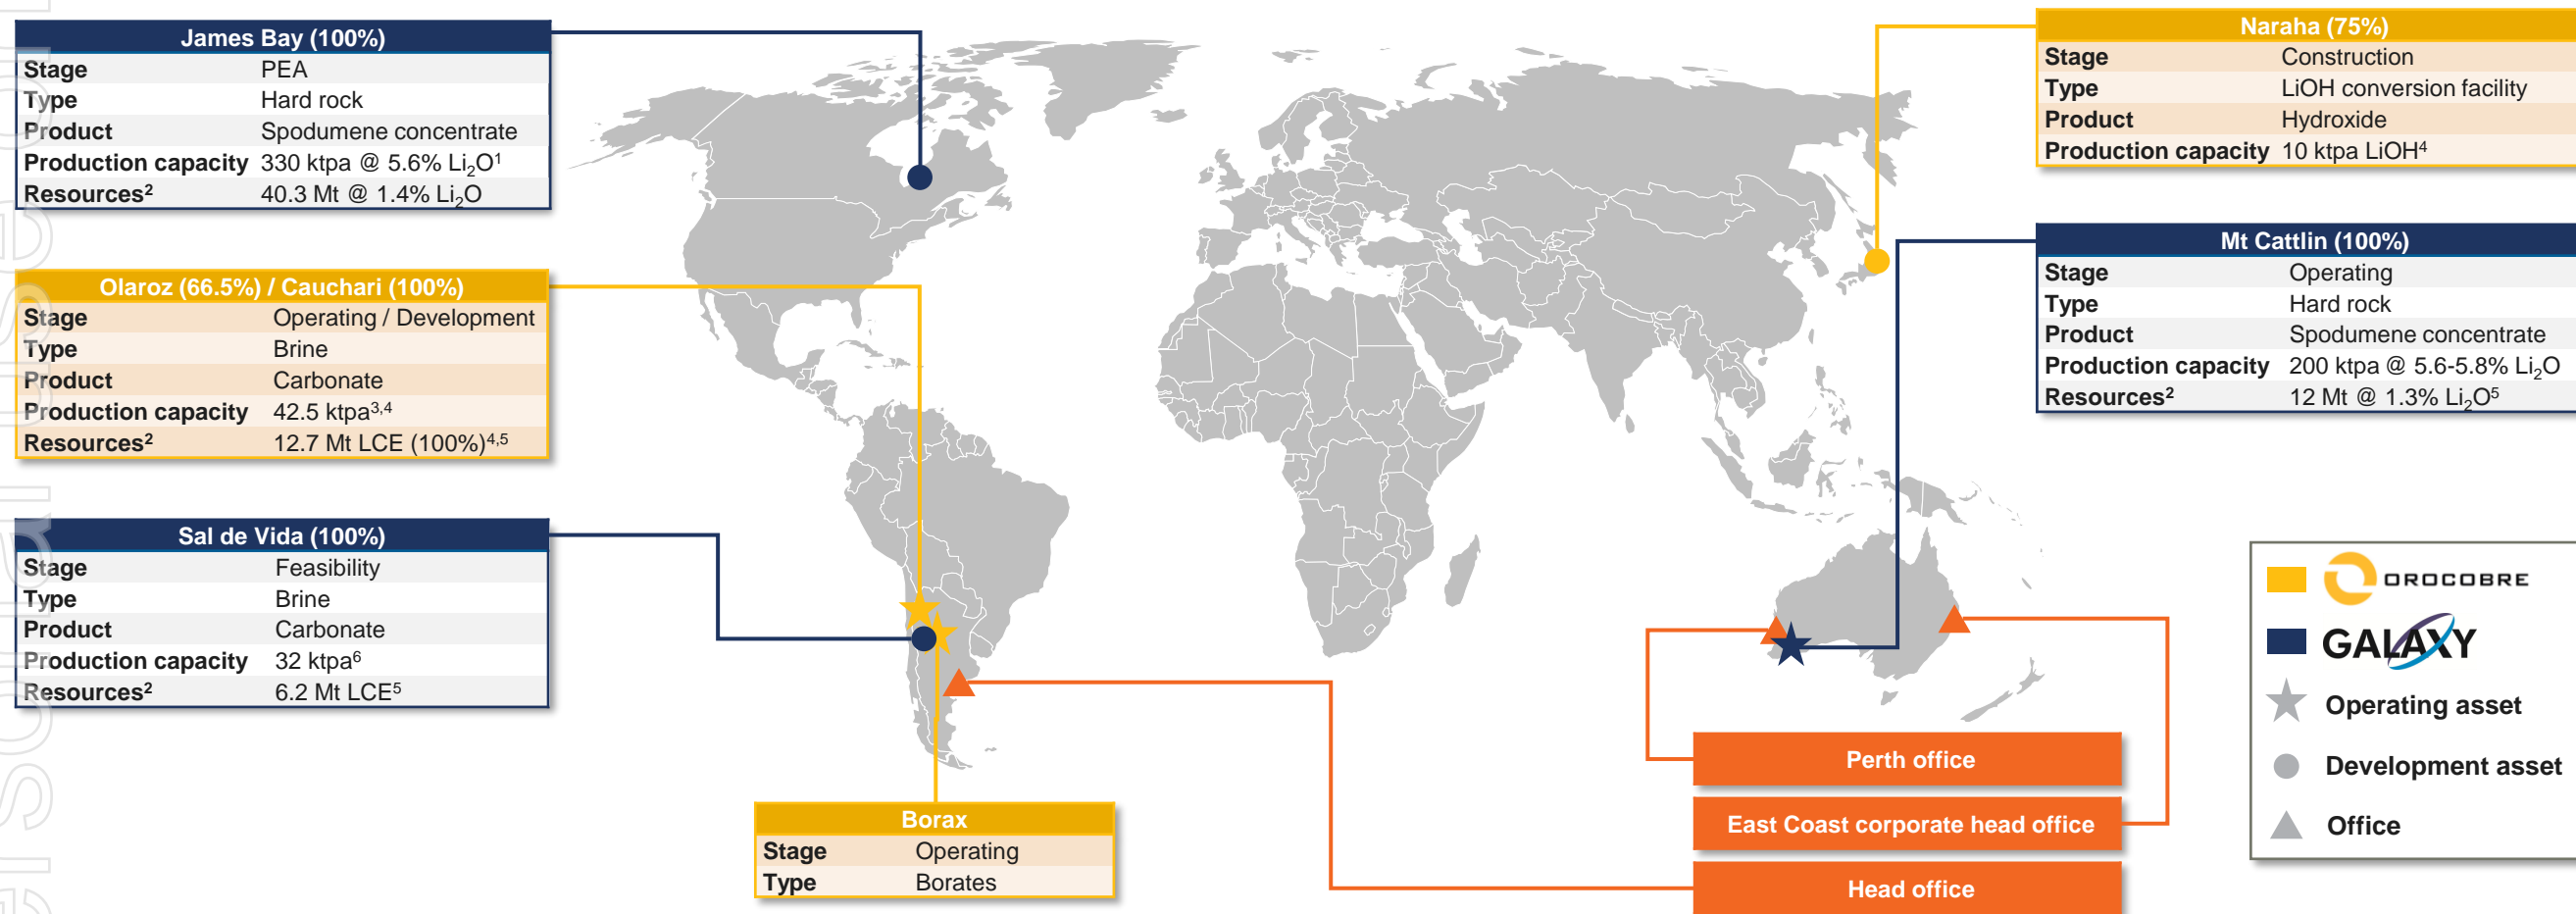 James Bay (100%)
Stage PEA
Type Hard rock
Product Spodumene concentrate
Production capacity 330 ktpa @ 5.6% Li₂O¹
Resources² 40.3 Mt @ 1.4% Li₂O
Olaroz (66.5%) / Cauchari (100%)
Stage Operating / Development
Type Brine
Product Carbonate
Production capacity 42.5 ktpa³,⁴
Resources² 12.7 Mt LCE (100%)⁴,⁵
Sal de Vida (100%)
Stage Feasibility
Type Brine
Product Carbonate
Production capacity 32 ktpa⁶
Resources² 6.2 Mt LCE⁵
Borax
Stage Operating
Type Borates
Naraha (75%)
Stage Construction
Type LiOH conversion facility
Product Hydroxide
Production capacity 10 ktpa LiOH⁴
Mt Cattlin (100%)
Stage Operating
Type Hard rock
Product Spodumene concentrate
Production capacity 200 ktpa @ 5.6-5.8% Li₂O
Resources² 12 Mt @ 1.3% Li₂O⁵
Perth office
East Coast corporate head office
Head office
OROCOBRE
GALAXY
Operating asset
Development asset
Office